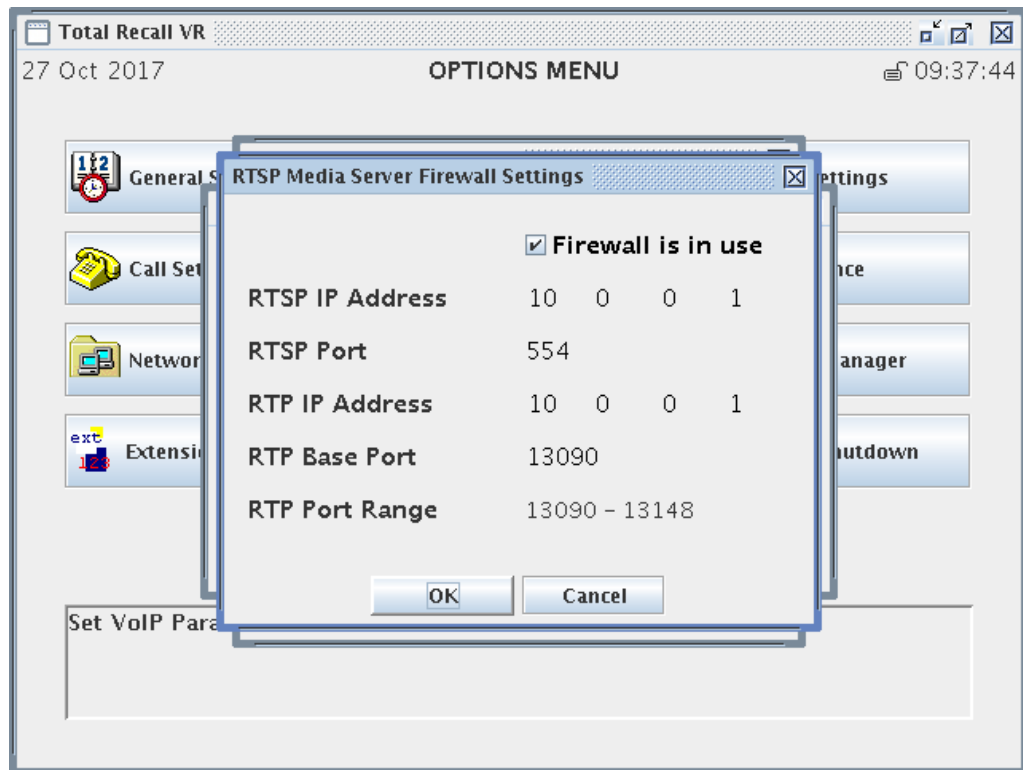 Total Recall VR
27 Oct 2017 OPTIONS MENU 09:37:44
General S
ettings
Call Set
nce
Networ
anager
ext
123
Extensi
utdown
RTSP Media Server Firewall Settings
Firewall is in use
RTSP IP Address 10 0 0 1
RTSP Port 554
RTP IP Address 10 0 0 1
RTP Base Port 13090
RTP Port Range 13090 - 13148
OK Cancel
Set VoIP Para